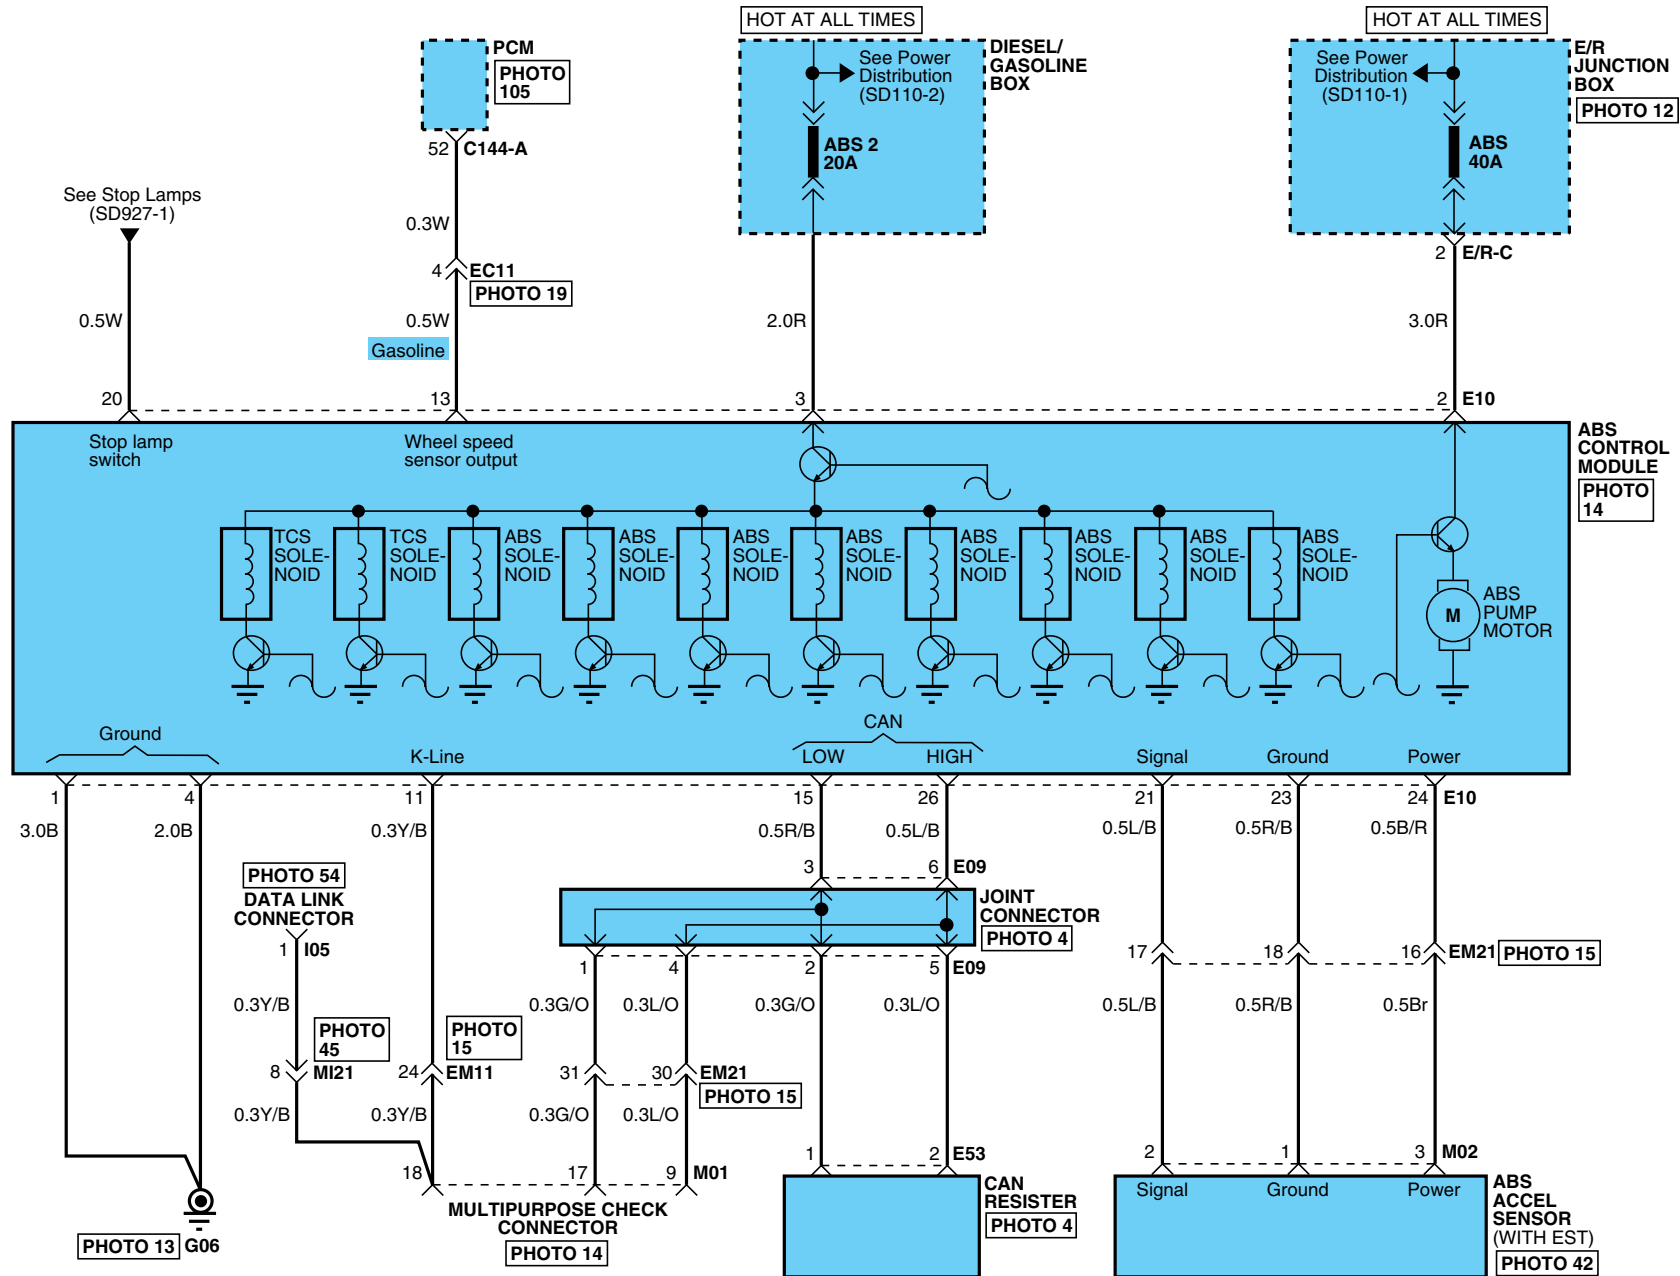 HOT AT ALL TIMES
HOT AT ALL TIMES
PCM
PHOTO
105
See Power
Distribution
(SD110-2)
DIESEL/
GASOLINE
BOX
See Power
Distribution
(SD110-1)
E/R
JUNCTION
BOX
PHOTO 12
52 C144-A
ABS 2
20A
ABS
40A
See Stop Lamps
(SD927-1)
0.3W
4 EC11
PHOTO 19
2 E/R-C
0.5W
0.5W
2.0R
3.0R
Gasoline
20
13
3
2 E10
Stop lamp
switch
Wheel speed
sensor output
ABS
CONTROL
MODULE
PHOTO
14
TCS
SOLE-
NOID
TCS
SOLE-
NOID
ABS
SOLE-
NOID
ABS
SOLE-
NOID
ABS
SOLE-
NOID
ABS
SOLE-
NOID
ABS
SOLE-
NOID
ABS
SOLE-
NOID
ABS
SOLE-
NOID
ABS
SOLE-
NOID
M
ABS
PUMP
MOTOR
Ground
K-Line
CAN
LOW
HIGH
Signal
Ground
Power
1
4
11
15
26
21
23
24 E10
3.0B
2.0B
0.3Y/B
0.5R/B
0.5L/B
0.5L/B
0.5R/B
0.5B/R
PHOTO 54
DATA LINK
CONNECTOR
1 I05
3
6 E09
JOINT
CONNECTOR
PHOTO 4
17
18
16 EM21
PHOTO 15
1
4
2
5 E09
0.3Y/B
0.3G/O
0.3L/O
0.3G/O
0.3L/O
0.5L/B
0.5R/B
0.5Br
PHOTO
45
PHOTO
15
8 MI21
24 EM11
31
30 EM21
PHOTO 15
0.3Y/B
0.3Y/B
0.3G/O
0.3L/O
18
17
9 M01
1
2 E53
2
1
3 M02
MULTIPURPOSE CHECK
CONNECTOR
PHOTO 14
CAN
RESISTER
PHOTO 4
Signal
Ground
Power
ABS
ACCEL
SENSOR
(WITH EST)
PHOTO 42
PHOTO 13 G06